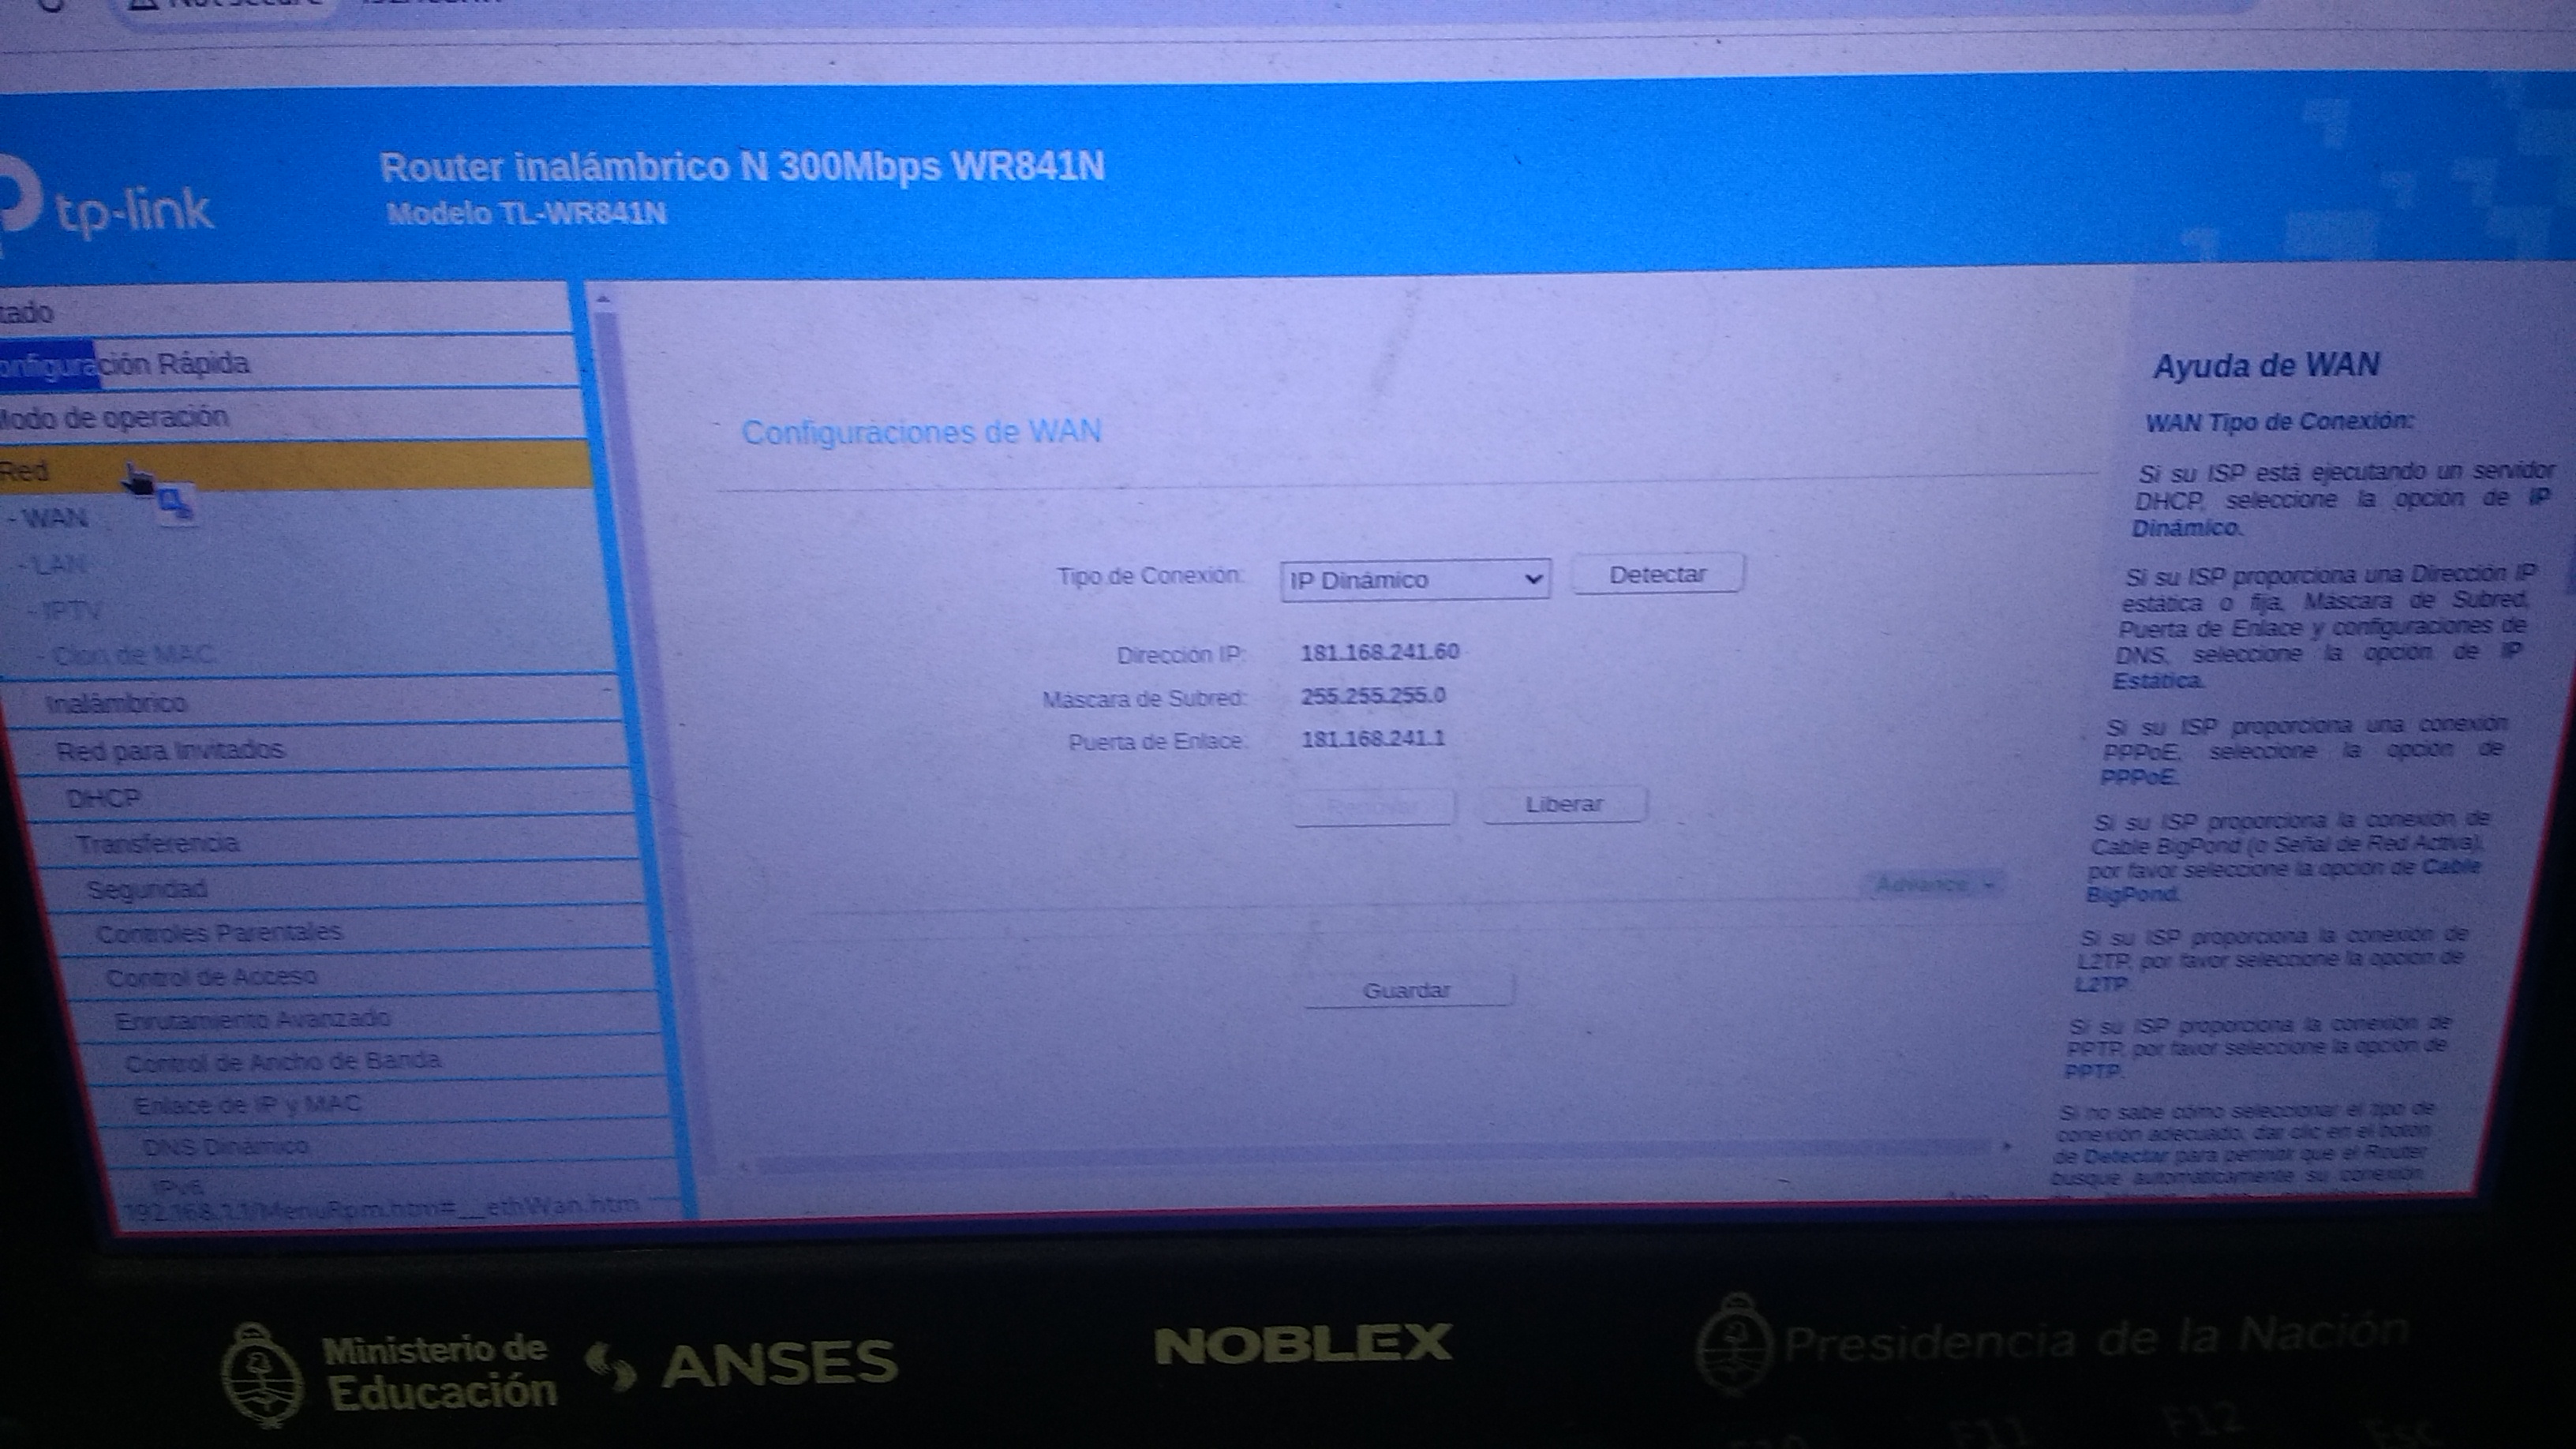 Not secure
tp-link
Router inalámbrico N 300Mbps WR841N
Modelo TL-WR841N
tado
onfiguración Rápida
Modo de operación
Red
- WAN
- LAN
- IPTV
- Clon de MAC
Inalámbrico
Red para Invitados
DHCP
Transferencia
Seguridad
Controles Parentales
Control de Acceso
Enrutamiento Avanzado
Control de Ancho de Banda
Enlace de IP y MAC
DNS Dinámico
IPv6
192.168.1.1/MenuRpm.htm#__ethWan.htm
Configuraciones de WAN
Tipo de Conexión: IP Dinámico Detectar
Dirección IP: 181.168.241.60
Máscara de Subred: 255.255.255.0
Puerta de Enlace: 181.168.241.1
Renovar Liberar
Advance
Guardar
Ayuda de WAN
WAN Tipo de Conexión:
Si su ISP está ejecutando un servidor
DHCP, seleccione la opción de IP
Dinámico.
Si su ISP proporciona una Dirección IP
estática o fija, Máscara de Subred,
Puerta de Enlace y configuraciones de
DNS, seleccione la opción de IP
Estática.
Si su ISP proporciona una conexión
PPPoE, seleccione la opción de
PPPoE.
Si su ISP proporciona la conexión de
Cable BigPond (o Señal de Red Activa),
por favor seleccione la opción de Cable
BigPond.
Si su ISP proporciona la conexión de
L2TP, por favor seleccione la opción de
L2TP.
Si su ISP proporciona la conexión de
PPTP, por favor seleccione la opción de
PPTP.
Si no sabe cómo seleccionar el tipo de
conexión adecuado, dar clic en el botón
de Detectar para permitir que el Router
busque automáticamente su conexión
Ministerio de
Educación
ANSES
NOBLEX
Presidencia de la Nación
F11
F12
Esc